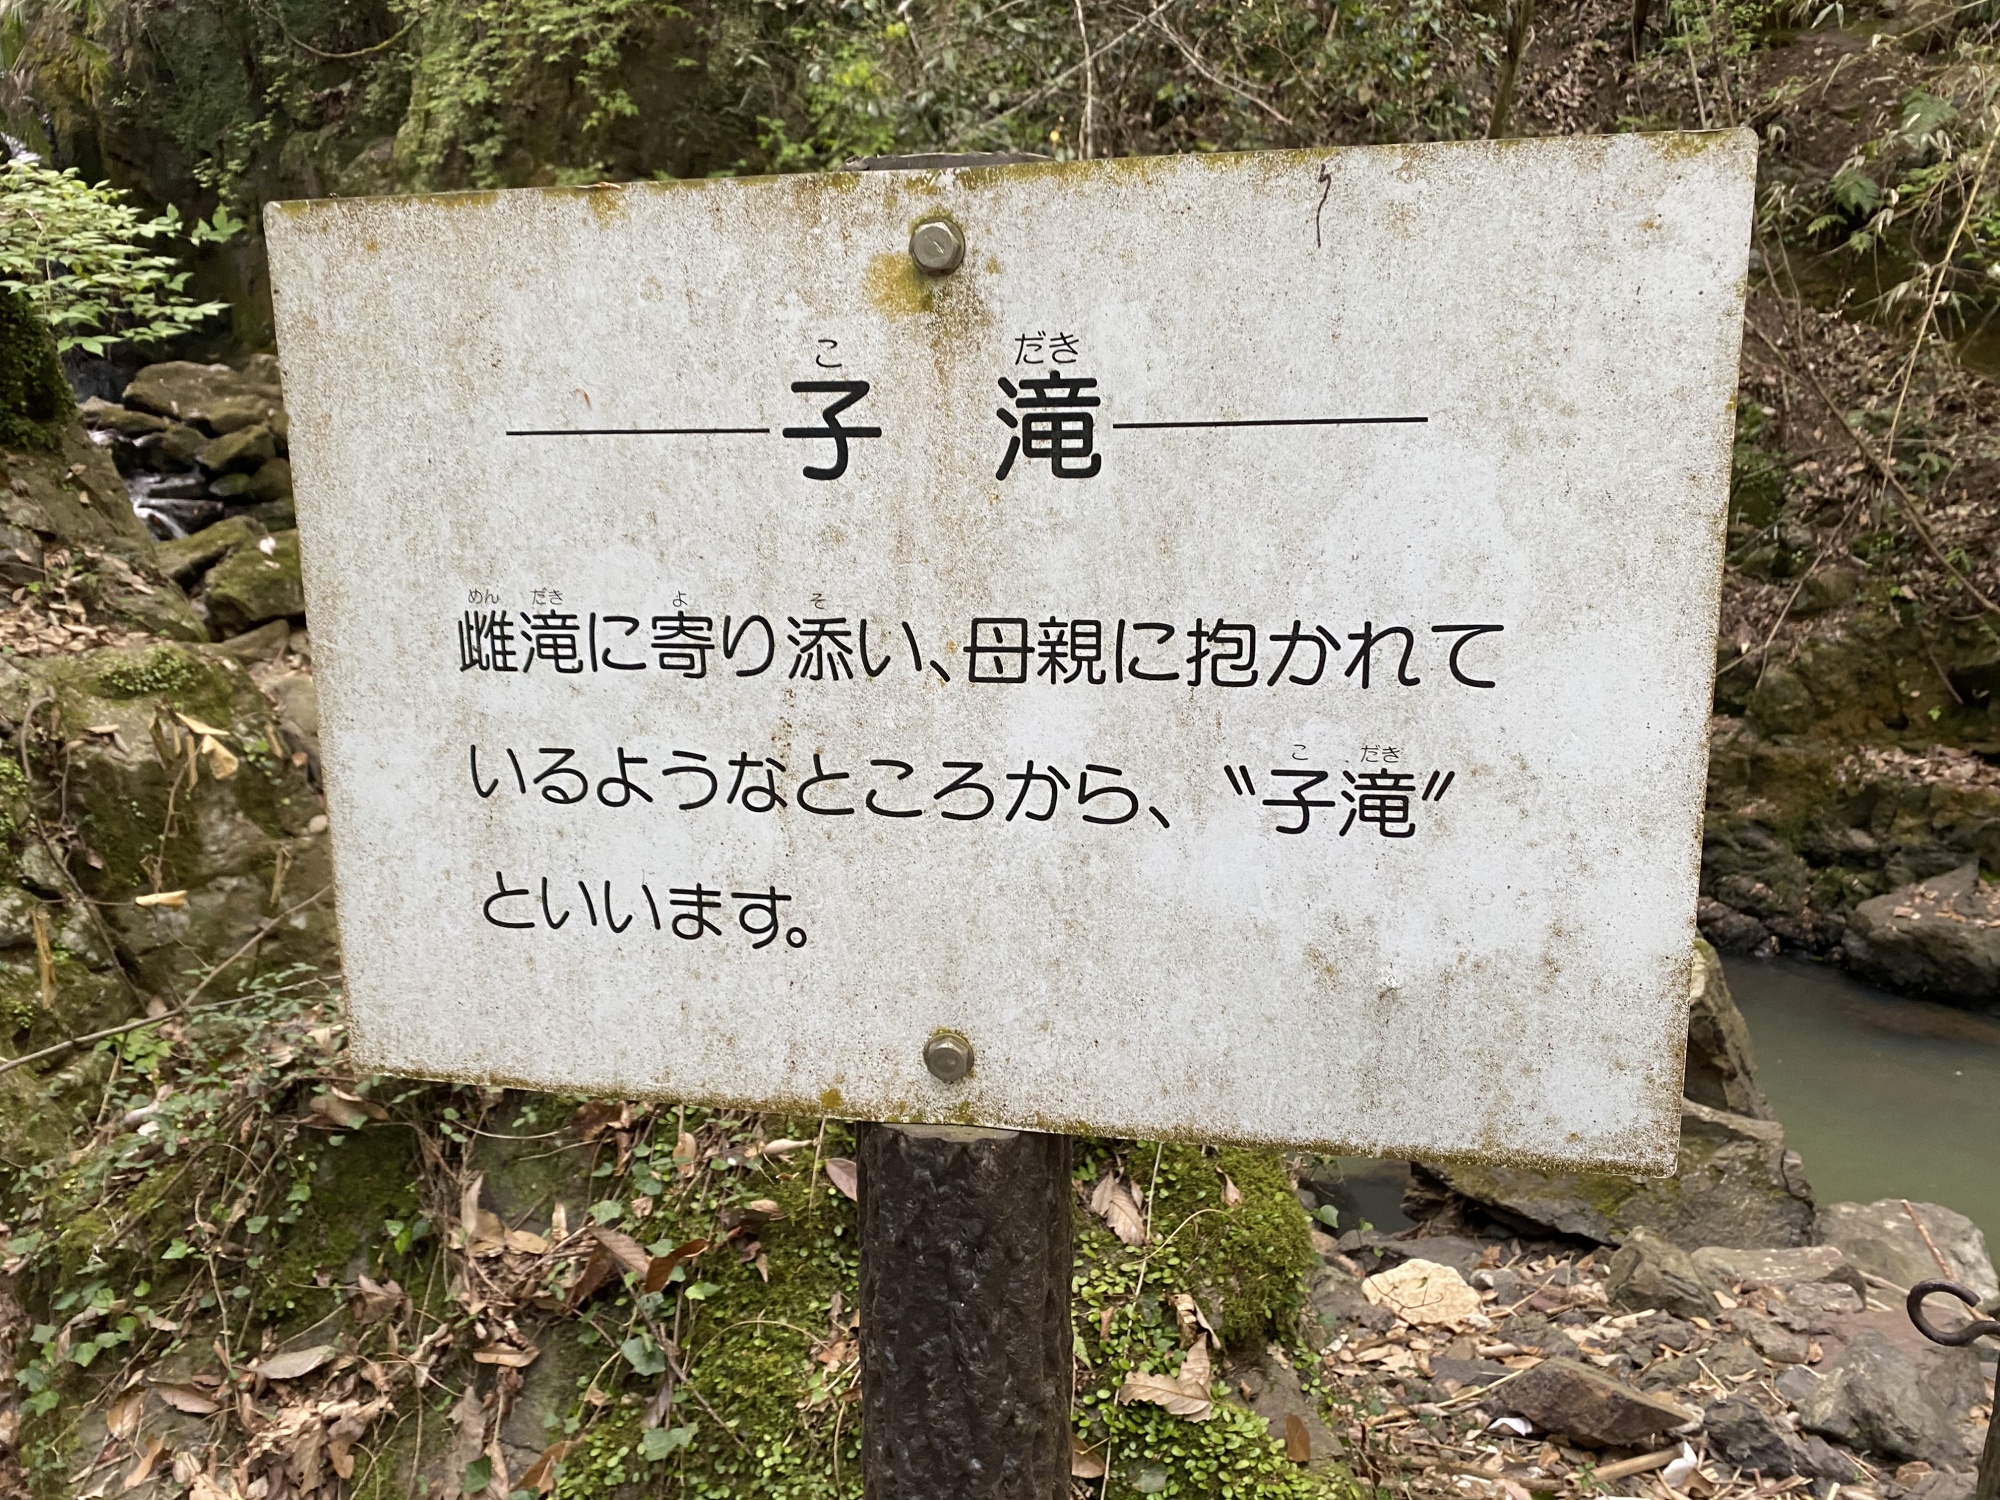 こ だき
子 滝
めん だき よ そ
雌滝に寄り添い、母親に抱かれて
こ だき
いるようなところから、〝子滝〟
といいます。